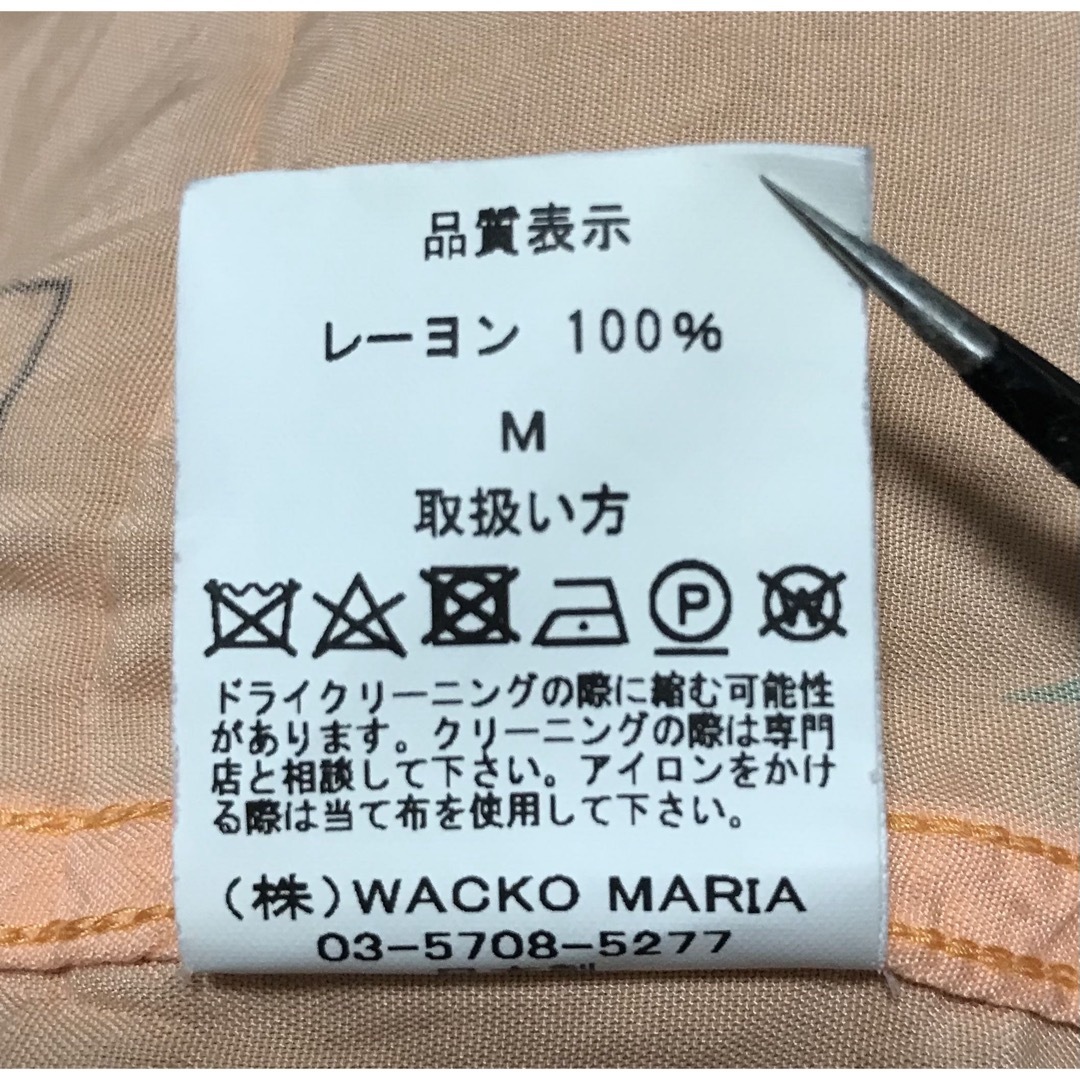 品質表示
レーヨン 100%
M
取扱い方
P W
ドライクリーニングの際に縮む可能性
があります。クリーニングの際は専門
店と相談して下さい。アイロンをかけ
る際は当て布を使用して下さい。
(株)WACKO MARIA
03-5708-5277